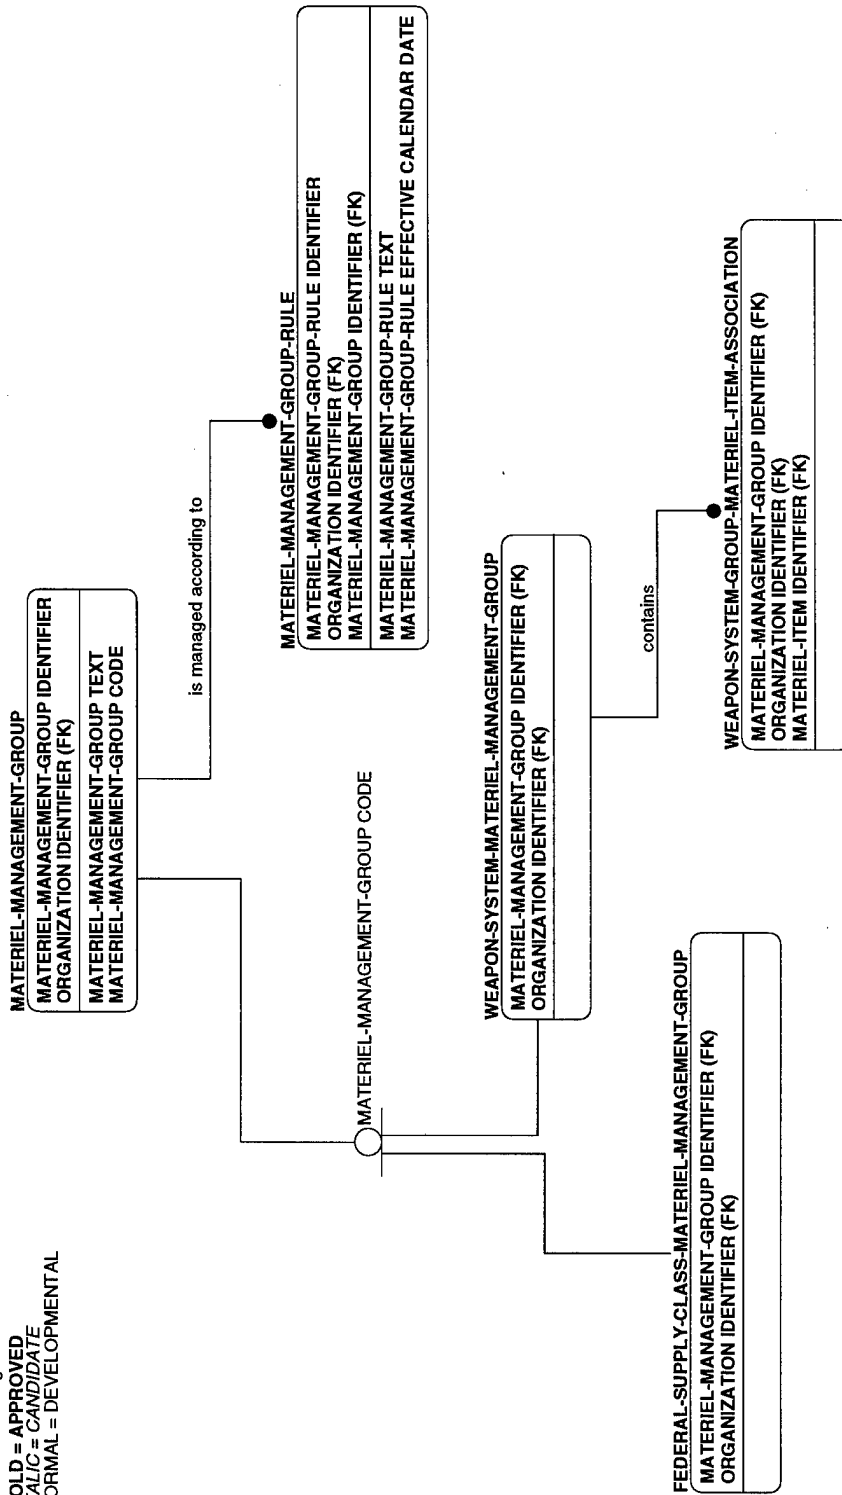 BOLD = APPROVED
ITALIC = CANDIDATE
NORMAL = DEVELOPMENTAL
MATERIEL-MANAGEMENT-GROUP
MATERIEL-MANAGEMENT-GROUP IDENTIFIER
ORGANIZATION IDENTIFIER (FK)
MATERIEL-MANAGEMENT-GROUP TEXT
MATERIEL-MANAGEMENT-GROUP CODE
is managed according to
MATERIEL-MANAGEMENT-GROUP-RULE
MATERIEL-MANAGEMENT-GROUP-RULE IDENTIFIER
ORGANIZATION IDENTIFIER (FK)
MATERIEL-MANAGEMENT-GROUP IDENTIFIER (FK)
MATERIEL-MANAGEMENT-GROUP-RULE TEXT
MATERIEL-MANAGEMENT-GROUP-RULE EFFECTIVE CALENDAR DATE
MATERIEL-MANAGEMENT-GROUP CODE
WEAPON-SYSTEM-MATERIEL-MANAGEMENT-GROUP
MATERIEL-MANAGEMENT-GROUP IDENTIFIER (FK)
ORGANIZATION IDENTIFIER (FK)
contains
FEDERAL-SUPPLY-CLASS-MATERIEL-MANAGEMENT-GROUP
MATERIEL-MANAGEMENT-GROUP IDENTIFIER (FK)
ORGANIZATION IDENTIFIER (FK)
WEAPON-SYSTEM-GROUP-MATERIEL-ITEM-ASSOCIATION
MATERIEL-MANAGEMENT-GROUP IDENTIFIER (FK)
ORGANIZATION IDENTIFIER (FK)
MATERIEL-ITEM IDENTIFIER (FK)